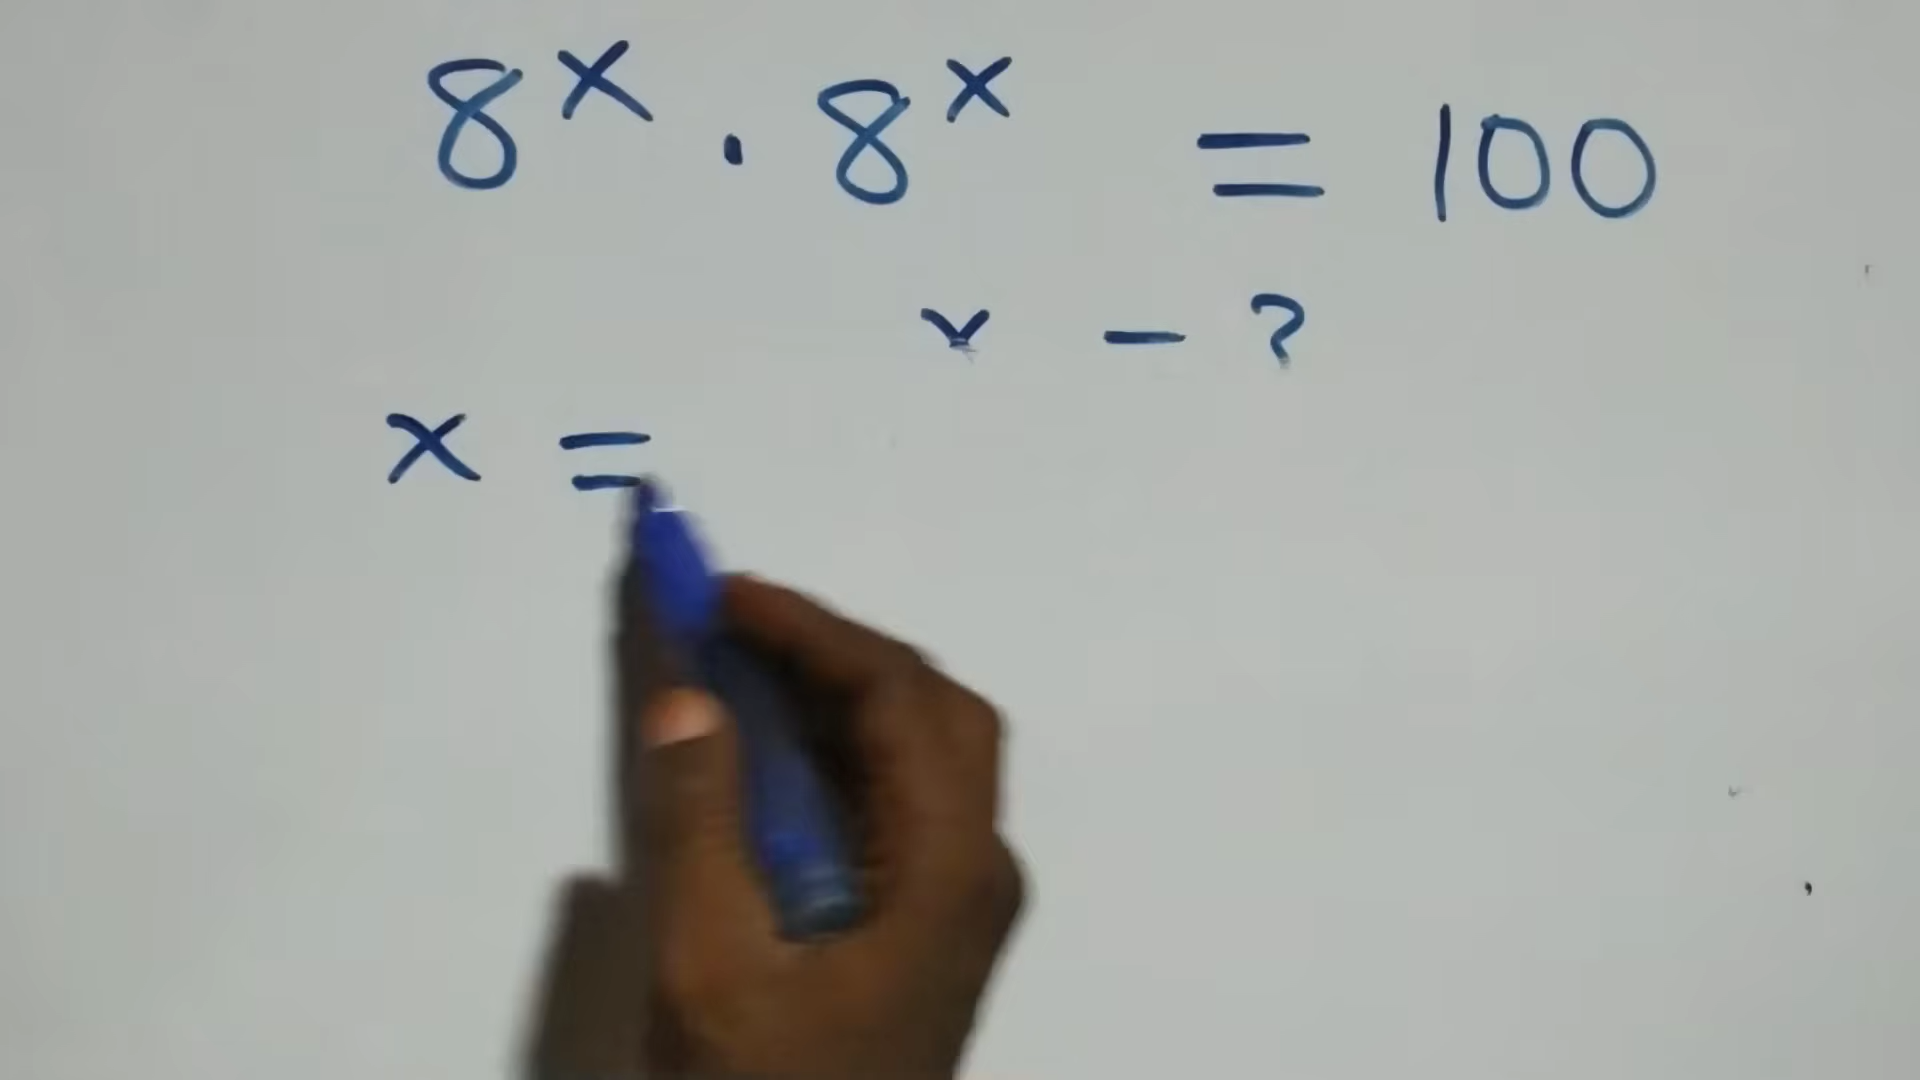 8^x · 8^x = 100
x - ?
x =